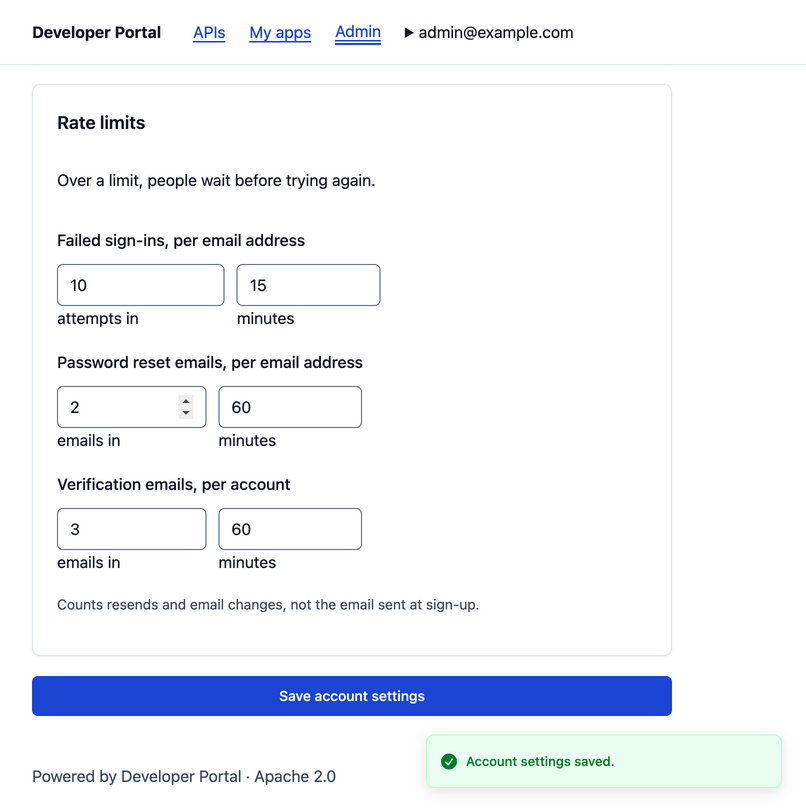 Developer Portal APIs My apps Admin ▶ admin@example.com
Rate limits
Over a limit, people wait before trying again.
Failed sign-ins, per email address
10 15
attempts in minutes
Password reset emails, per email address
2 60
emails in minutes
Verification emails, per account
3 60
emails in minutes
Counts resends and email changes, not the email sent at sign-up.
Save account settings
Account settings saved.
Powered by Developer Portal · Apache 2.0